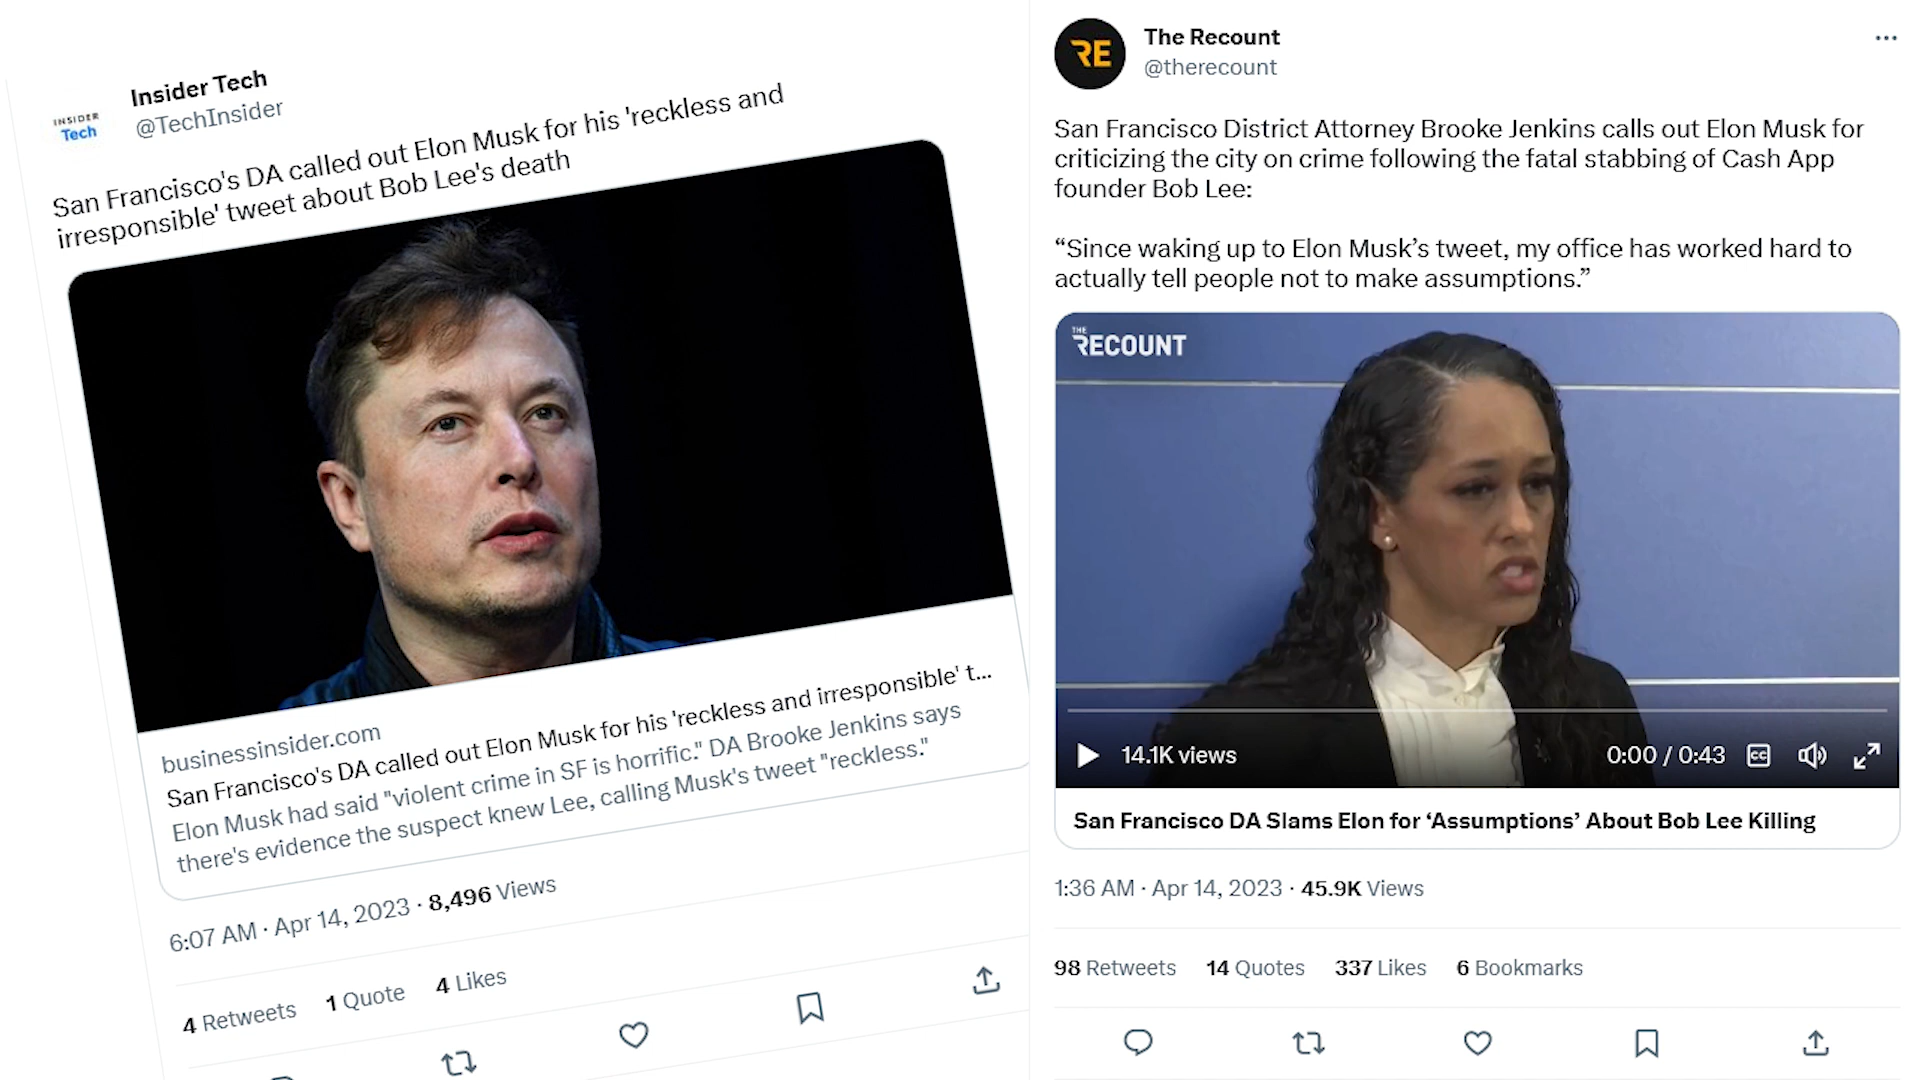 INSIDER
Tech
Insider Tech
@TechInsider
San Francisco's DA called out Elon Musk for his 'reckless and
irresponsible' tweet about Bob Lee's death
businessinsider.com
San Francisco's DA called out Elon Musk for his 'reckless and irresponsible' t...
Elon Musk had said "violent crime in SF is horrific." DA Brooke Jenkins says
there's evidence the suspect knew Lee, calling Musk's tweet "reckless."
6:07 AM · Apr 14, 2023 · 8,496 Views
4 Retweets 1 Quote 4 Likes
RE
The Recount
@therecount
San Francisco District Attorney Brooke Jenkins calls out Elon Musk for
criticizing the city on crime following the fatal stabbing of Cash App
founder Bob Lee:
“Since waking up to Elon Musk’s tweet, my office has worked hard to
actually tell people not to make assumptions.”
THE
RECOUNT
14.1K views 0:00 / 0:43 CC
San Francisco DA Slams Elon for ‘Assumptions’ About Bob Lee Killing
1:36 AM · Apr 14, 2023 · 45.9K Views
98 Retweets 14 Quotes 337 Likes 6 Bookmarks